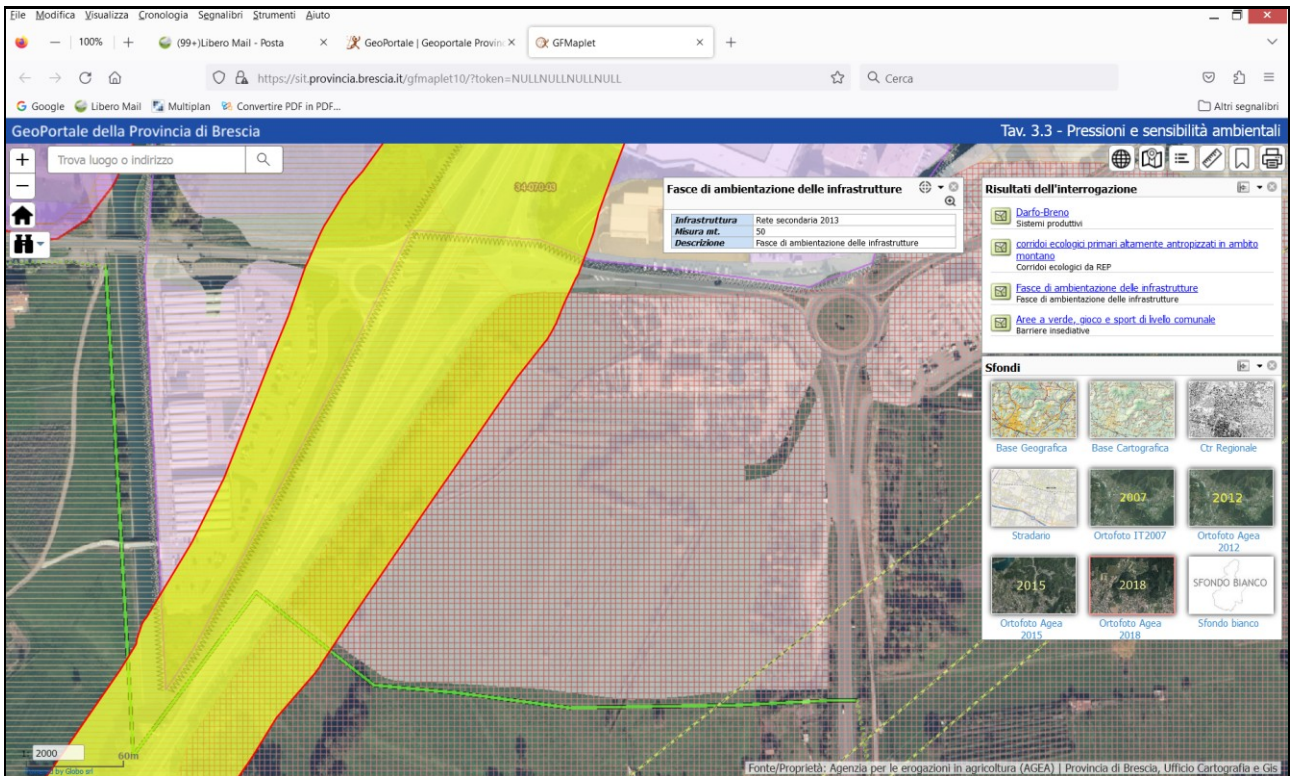 File Modifica Visualizza Cronologia Segnalibri Strumenti Aiuto
100%
(99+)Libero Mail - Posta
GeoPortale | Geoportale Provinc
GFMaplet
https://sit.provincia.brescia.it/gfmaplet10/?token=NULLNULLNULLNULL
Cerca
Google
Libero Mail
Multiplan
Convertire PDF in PDF...
Altri segnalibri
GeoPortale della Provincia di Brescia
Tav. 3.3 - Pressioni e sensibilità ambientali
Trova luogo o indirizzo
Fasce di ambientazione delle infrastrutture
Infrastruttura Rete secondaria 2013
Misura mt. 50
Descrizione Fasce di ambientazione delle infrastrutture
Risultati dell'interrogazione
Darfo-Breno
Sistemi produttivi
corridoi ecologici primari altamente antropizzati in ambito
montano
Corridoi ecologici da REP
Fasce di ambientazione delle infrastrutture
Fasce di ambientazione delle infrastrutture
Aree a verde, gioco e sport di livello comunale
Barriere insediative
Sfondi
Base Geografica
Base Cartografica
Ctr Regionale
2007
2012
Stradario
Ortofoto IT2007
Ortofoto Agea
2012
2015
2018
SFONDO BIANCO
Ortofoto Agea
2015
Ortofoto Agea
2018
Sfondo bianco
1: 2000
60m
by Globo srl
Fonte/Proprietà: Agenzia per le erogazioni in agricoltura (AGEA) | Provincia di Brescia, Ufficio Cartografia e Gis